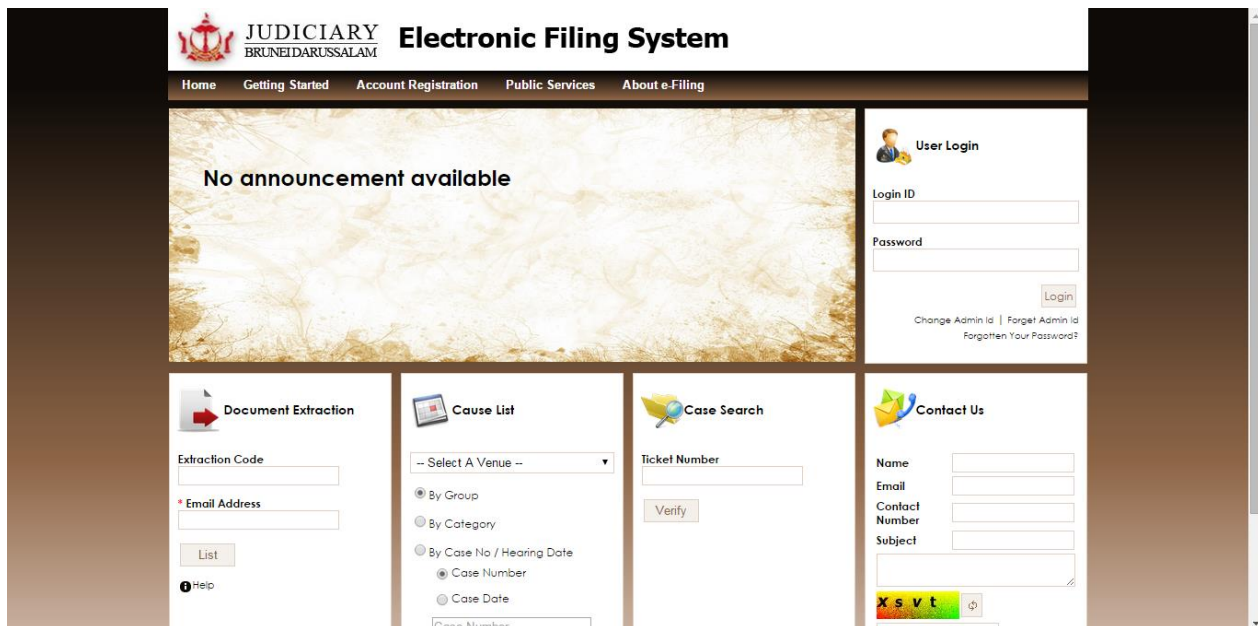 JUDICIARY
BRUNEI DARUSSALAM
Electronic Filing System
Home Getting Started Account Registration Public Services About e-Filing
No announcement available
User Login
Login ID
Password
Login
Change Admin Id | Forget Admin Id
Forgotten Your Password?
Document Extraction
Extraction Code
* Email Address
List
Help
Cause List
-- Select A Venue --
By Group
By Category
By Case No / Hearing Date
Case Number
Case Date
Case Number
Case Search
Ticket Number
Verify
Contact Us
Name
Email
Contact
Number
Subject
x s v t